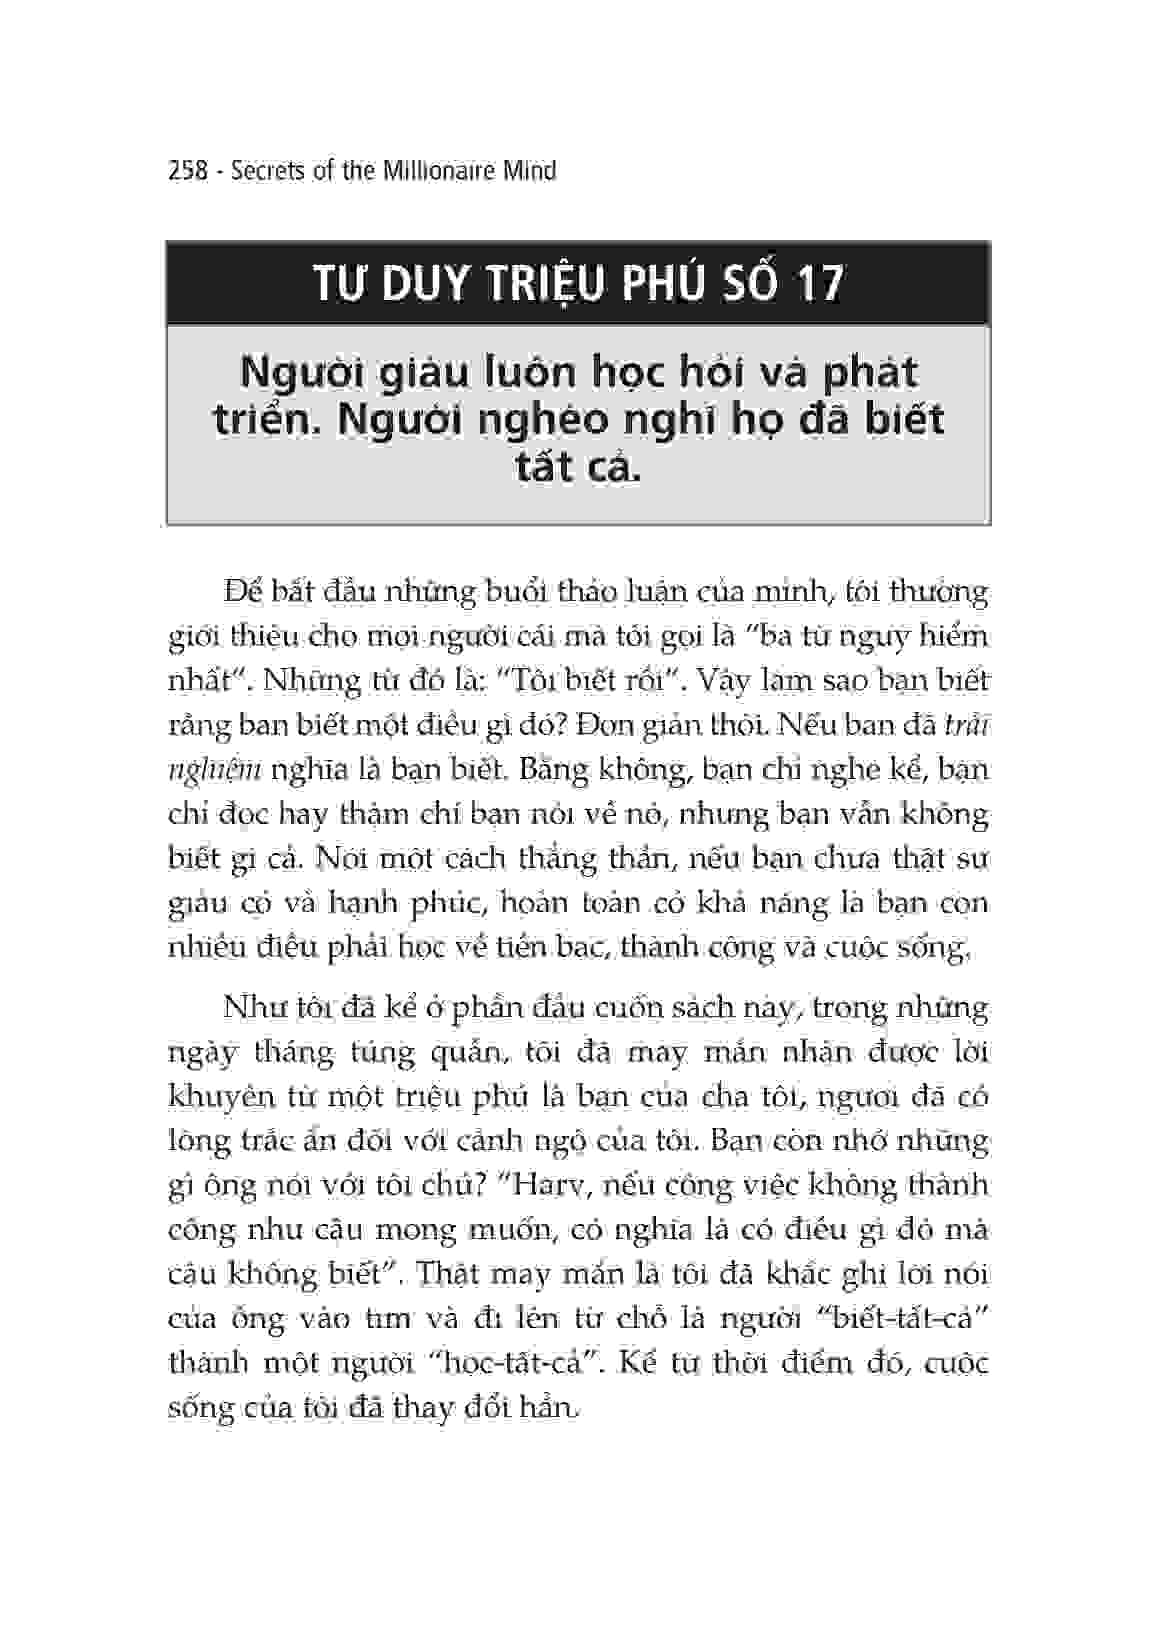 258 - Secrets of the Millionaire Mind
TƯ DUY TRIỆU PHÚ SỐ 17
Người giàu luôn học hỏi và phát
triển. Người nghèo nghĩ họ đã biết
tất cả.
Để bắt đầu những buổi thảo luận của mình, tôi thường
giới thiệu cho mọi người cái mà tôi gọi là “ba từ nguy hiểm
nhất”. Những từ đó là: “Tôi biết rồi”. Vậy làm sao bạn biết
rằng bạn biết một điều gì đó? Đơn giản thôi. Nếu bạn đã trải
nghiệm nghĩa là bạn biết. Bằng không, bạn chỉ nghe kể, bạn
chỉ đọc hay thậm chí bạn nói về nó, nhưng bạn vẫn không
biết gì cả. Nói một cách thẳng thắn, nếu bạn chưa thật sự
giàu có và hạnh phúc, hoàn toàn có khả năng là bạn còn
nhiều điều phải học về tiền bạc, thành công và cuộc sống.
Như tôi đã kể ở phần đầu cuốn sách này, trong những
ngày tháng túng quẫn, tôi đã may mắn nhận được lời
khuyên từ một triệu phú là bạn của cha tôi, người đã có
lòng trắc ẩn đối với cảnh ngộ của tôi. Bạn còn nhớ những
gì ông nói với tôi chứ? “Harv, nếu công việc không thành
công như cậu mong muốn, có nghĩa là có điều gì đó mà
cậu không biết”. Thật may mắn là tôi đã khắc ghi lời nói
của ông vào tim và đi lên từ chỗ là người “biết-tất-cả”
thành một người “học-tất-cả”. Kể từ thời điểm đó, cuộc
sống của tôi đã thay đổi hẳn.